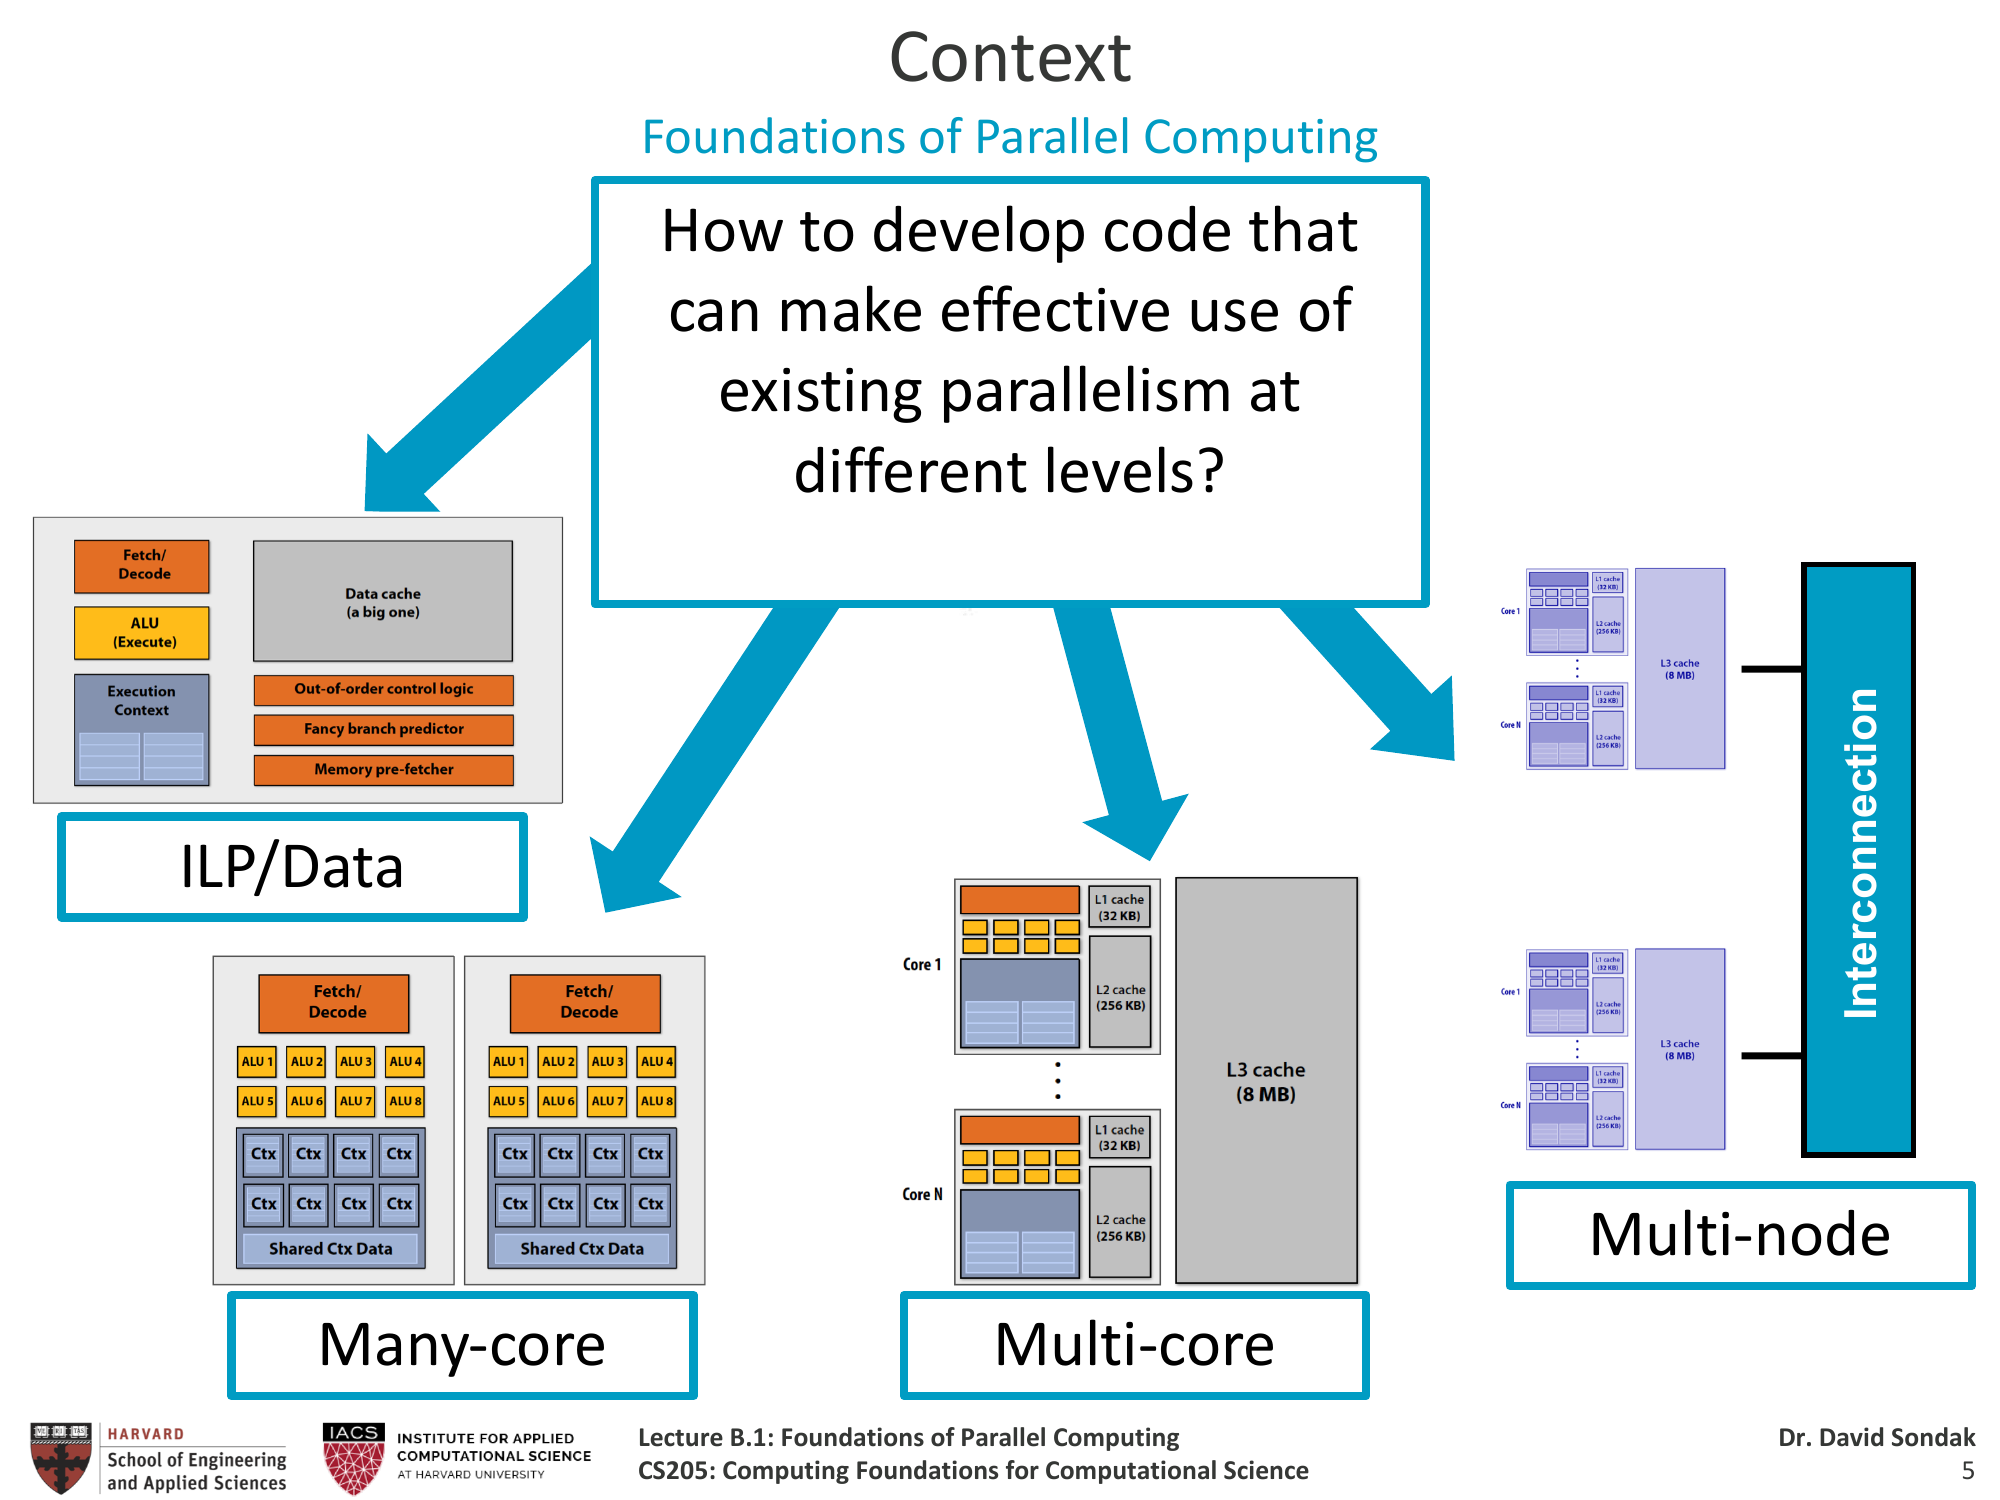 Context
Foundations of Parallel Computing
How to develop code that
can make effective use of
existing parallelism at
different levels?
Fetch/
Decode
ALU
(Execute)
Execution
Context
Data cache
(a big one)
Out-of-order control logic
Fancy branch predictor
Memory pre-fetcher
ILP/Data
Fetch/
Decode
ALU 1 ALU 2 ALU 3 ALU 4
ALU 5 ALU 6 ALU 7 ALU 8
Ctx Ctx Ctx Ctx
Ctx Ctx Ctx Ctx
Shared Ctx Data
Fetch/
Decode
ALU 1 ALU 2 ALU 3 ALU 4
ALU 5 ALU 6 ALU 7 ALU 8
Ctx Ctx Ctx Ctx
Ctx Ctx Ctx Ctx
Shared Ctx Data
Many-core
Core 1
L1 cache
(32 KB)
L2 cache
(256 KB)
Core N
L1 cache
(32 KB)
L2 cache
(256 KB)
L3 cache
(8 MB)
Multi-core
Core 1
L1 cache
(32 KB)
L2 cache
(256 KB)
Core N
L1 cache
(32 KB)
L2 cache
(256 KB)
L3 cache
(8 MB)
Core 1
L1 cache
(32 KB)
L2 cache
(256 KB)
Core N
L1 cache
(32 KB)
L2 cache
(256 KB)
L3 cache
(8 MB)
Interconnection
Multi-node
HARVARD
School of Engineering
and Applied Sciences
IACS
INSTITUTE FOR APPLIED
COMPUTATIONAL SCIENCE
AT HARVARD UNIVERSITY
Lecture B.1: Foundations of Parallel Computing
CS205: Computing Foundations for Computational Science
Dr. David Sondak
5